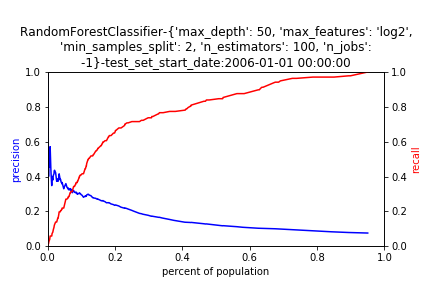 RandomForestClassifier-{'max_depth': 50, 'max_features': 'log2',
'min_samples_split': 2, 'n_estimators': 100, 'n_jobs':
-1}-test_set_start_date:2006-01-01 00:00:00
1.0
0.8
0.6
0.4
0.2
0.0
precision
1.0
0.8
0.6
0.4
0.2
0.0
recall
0.0 0.2 0.4 0.6 0.8 1.0
percent of population